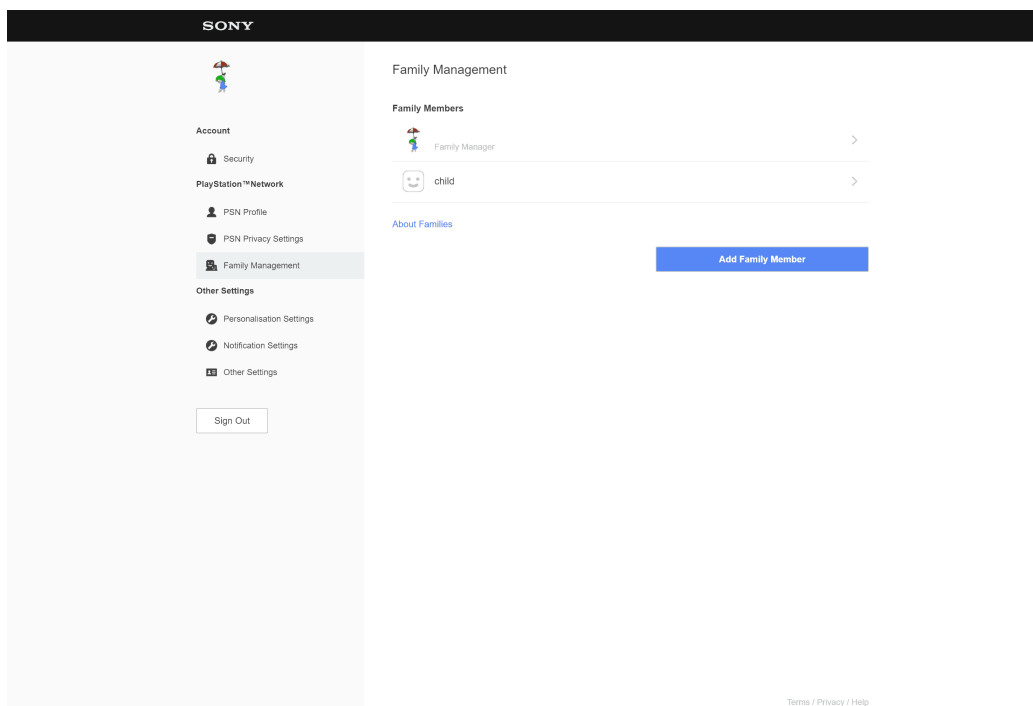 SONY
Account
Security
PlayStation™Network
PSN Profile
PSN Privacy Settings
Family Management
Other Settings
Personalisation Settings
Notification Settings
Other Settings
Sign Out
Family Management
Family Members
Family Manager
child
About Families
Add Family Member
Terms / Privacy / Help